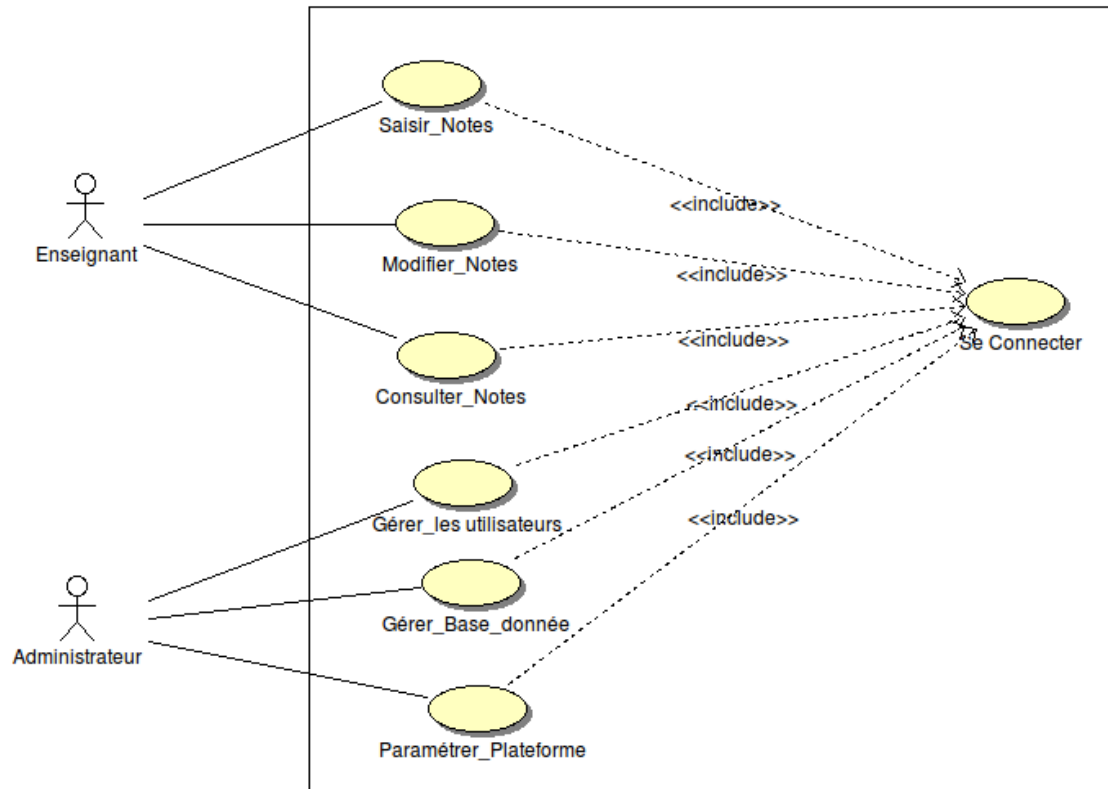 Saisir_Notes
<<include>>
Enseignant
Modifier_Notes
<<include>>
<<include>>
Se Connecter
Consulter_Notes
<<include>>
<<include>>
Gérer_les utilisateurs
<<include>>
Gérer_Base_donnée
Administrateur
Paramétrer_Plateforme